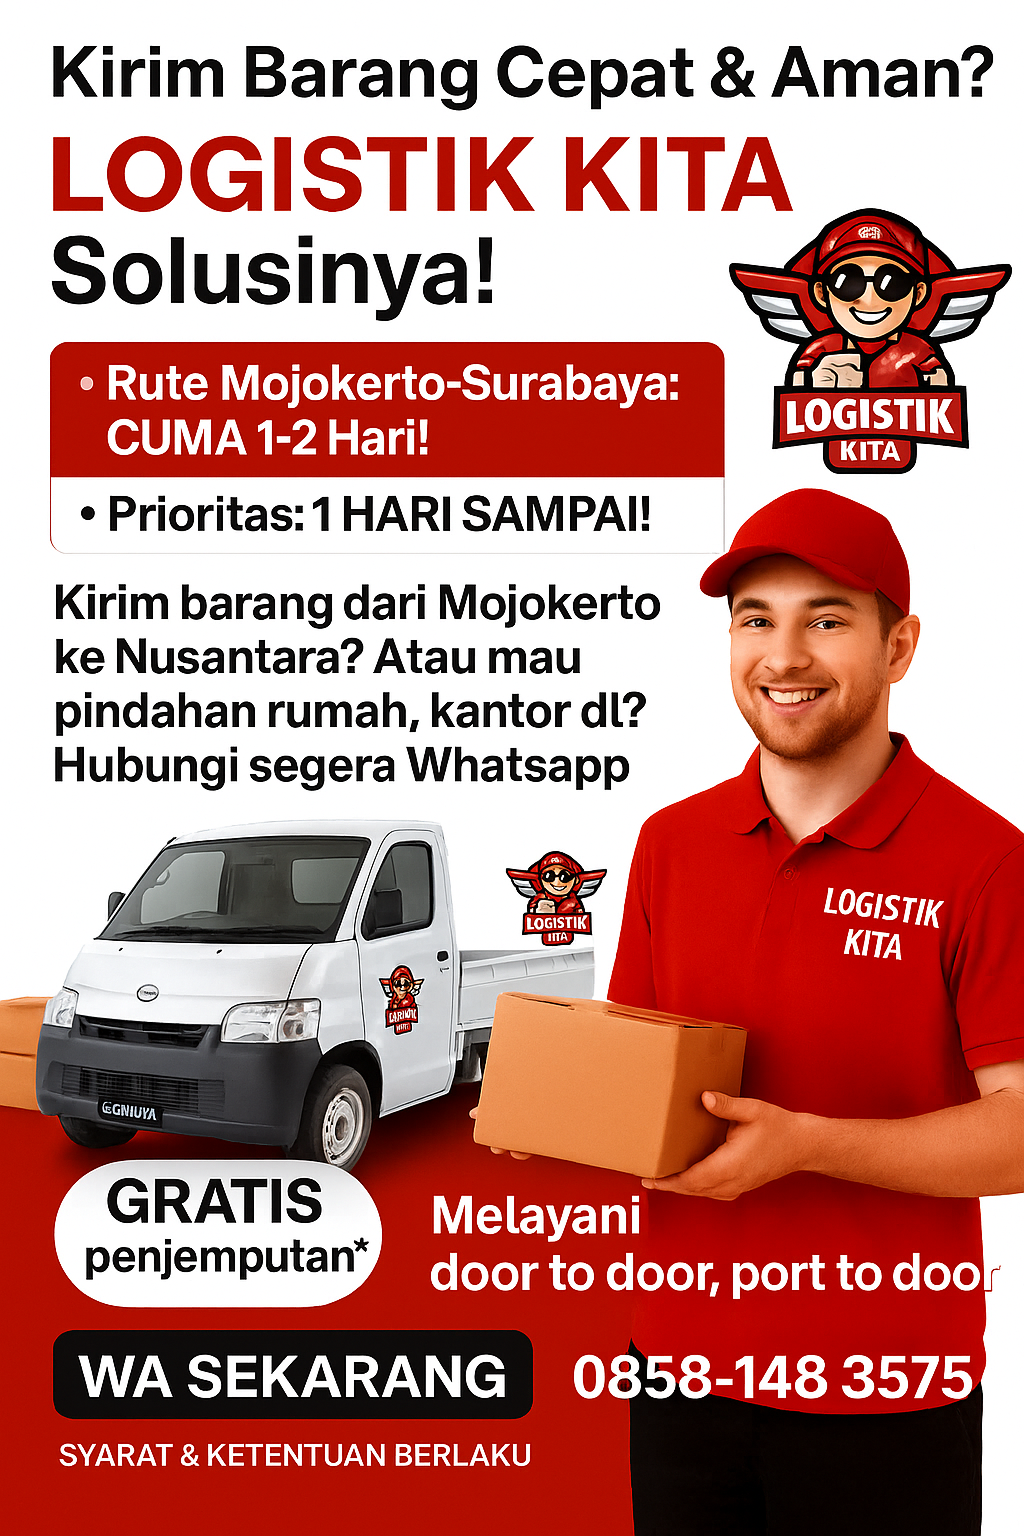 Kirim Barang Cepat & Aman?
LOGISTIK KITA
Solusinya!
LOGISTIK
KITA
• Rute Mojokerto-Surabaya:
CUMA 1-2 Hari!
• Prioritas: 1 HARI SAMPAI!
Kirim barang dari Mojokerto
ke Nusantara? Atau mau
pindahan rumah, kantor dl?
Hubungi segera Whatsapp
LOGISTIK
LOGISTIK
KITA
GRATIS
penjemputan*
Melayani
door to door, port to door
WA SEKARANG
0858-148 3575
SYARAT & KETENTUAN BERLAKU